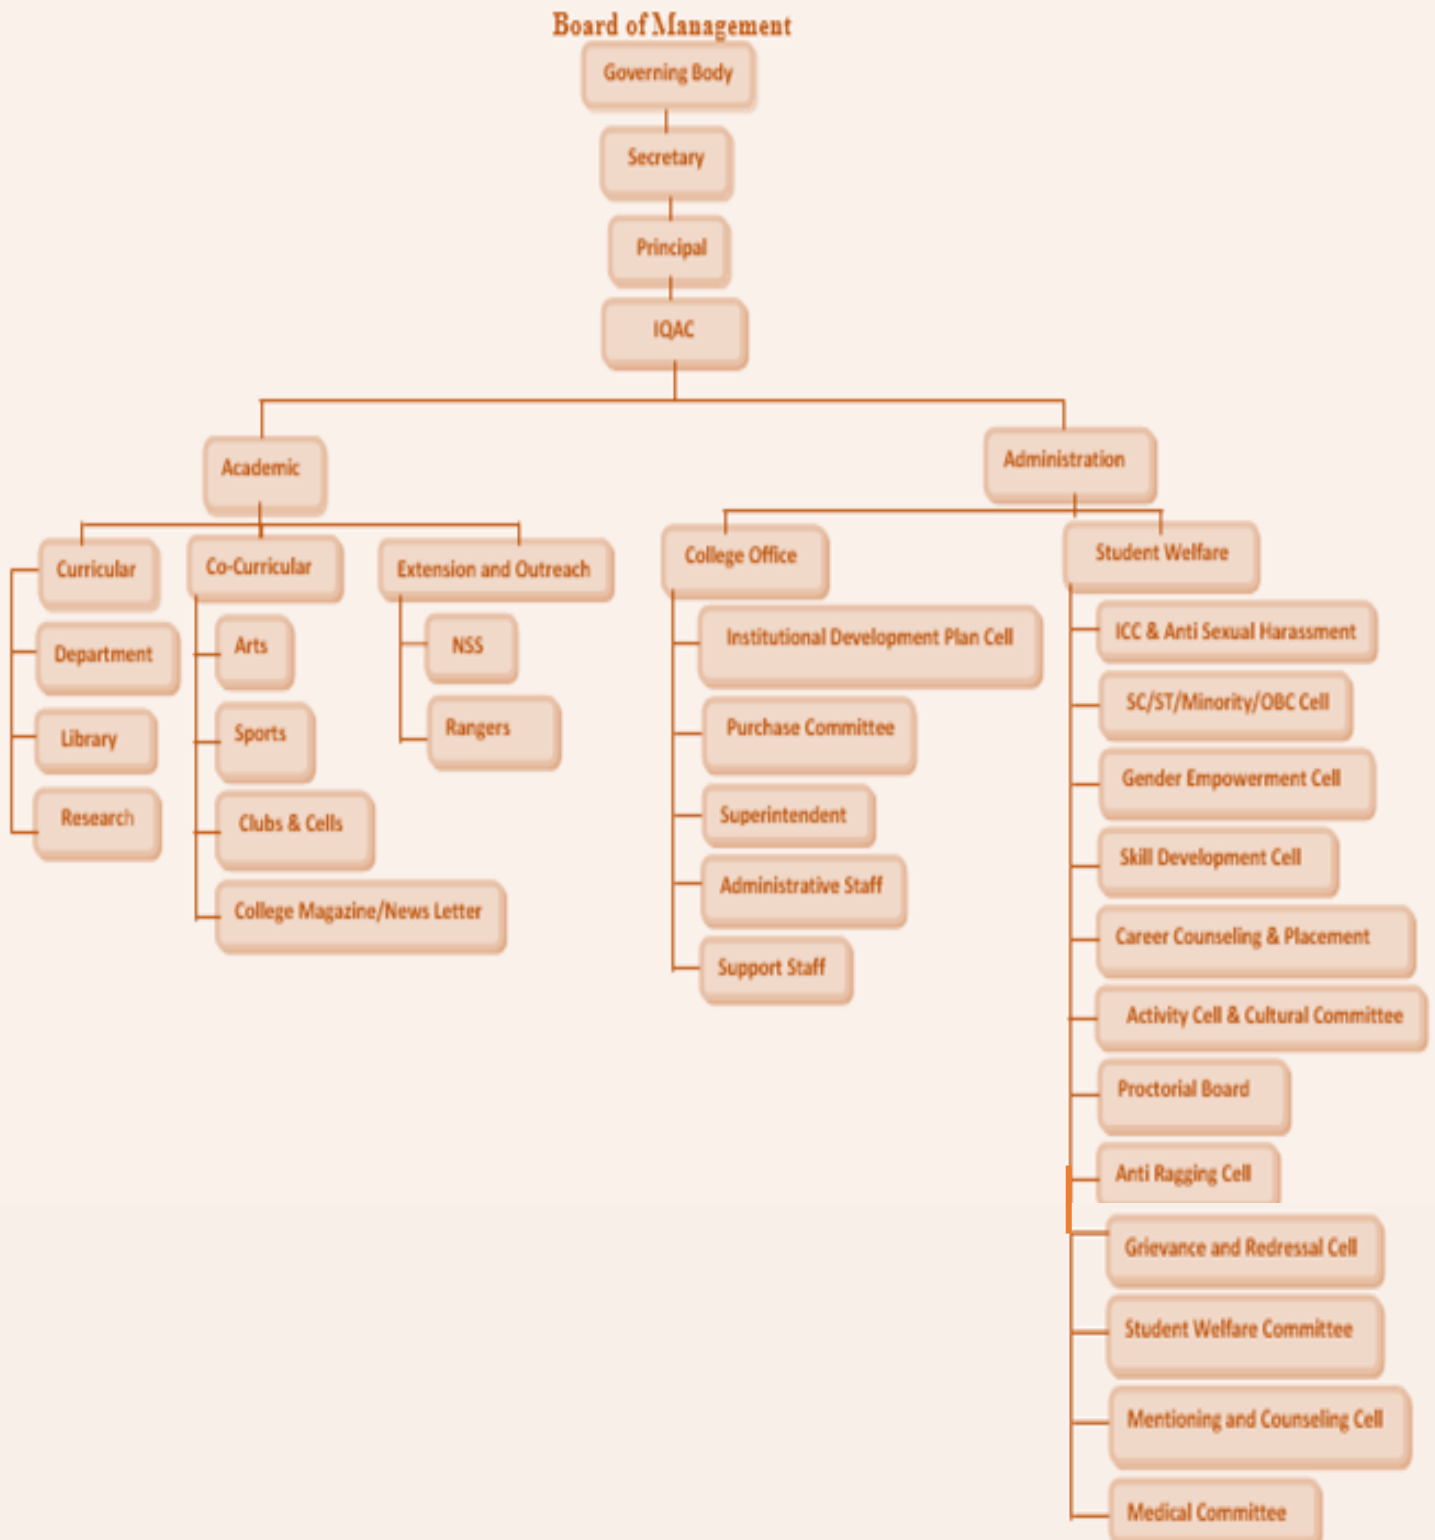 Board of Management
Governing Body
Secretary
Principal
IQAC
Academic
Administration
Curricular
Department
Library
Research
Co-Curricular
Arts
Sports
Clubs & Cells
College Magazine/News Letter
Extension and Outreach
NSS
Rangers
College Office
Institutional Development Plan Cell
Purchase Committee
Superintendent
Administrative Staff
Support Staff
Student Welfare
ICC & Anti Sexual Harassment
SC/ST/Minority/OBC Cell
Gender Empowerment Cell
Skill Development Cell
Career Counseling & Placement
Activity Cell & Cultural Committee
Proctorial Board
Anti Ragging Cell
Grievance and Redressal Cell
Student Welfare Committee
Mentioning and Counseling Cell
Medical Committee